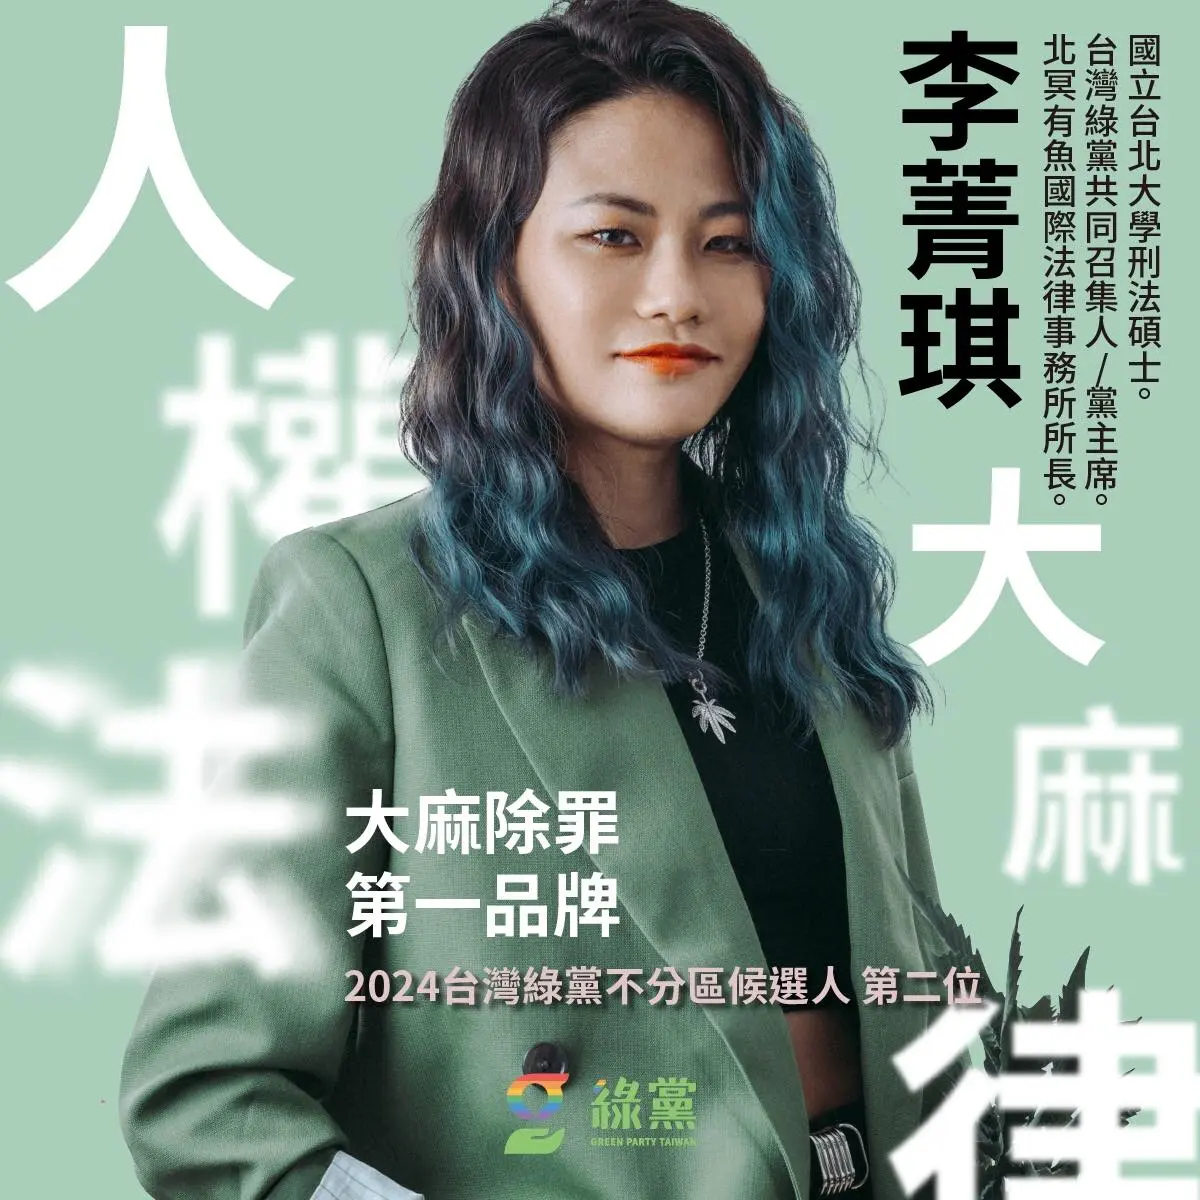 國立台北大學刑法碩士。
台灣綠黨共同召集人/黨主席。
北冥有魚國際法律事務所所長。
李菁琪
人
權
法
大
麻
律
大麻除罪
第一品牌
2024台灣綠黨不分區候選人 第二位
綠黨
GREEN PARTY TAIWAN